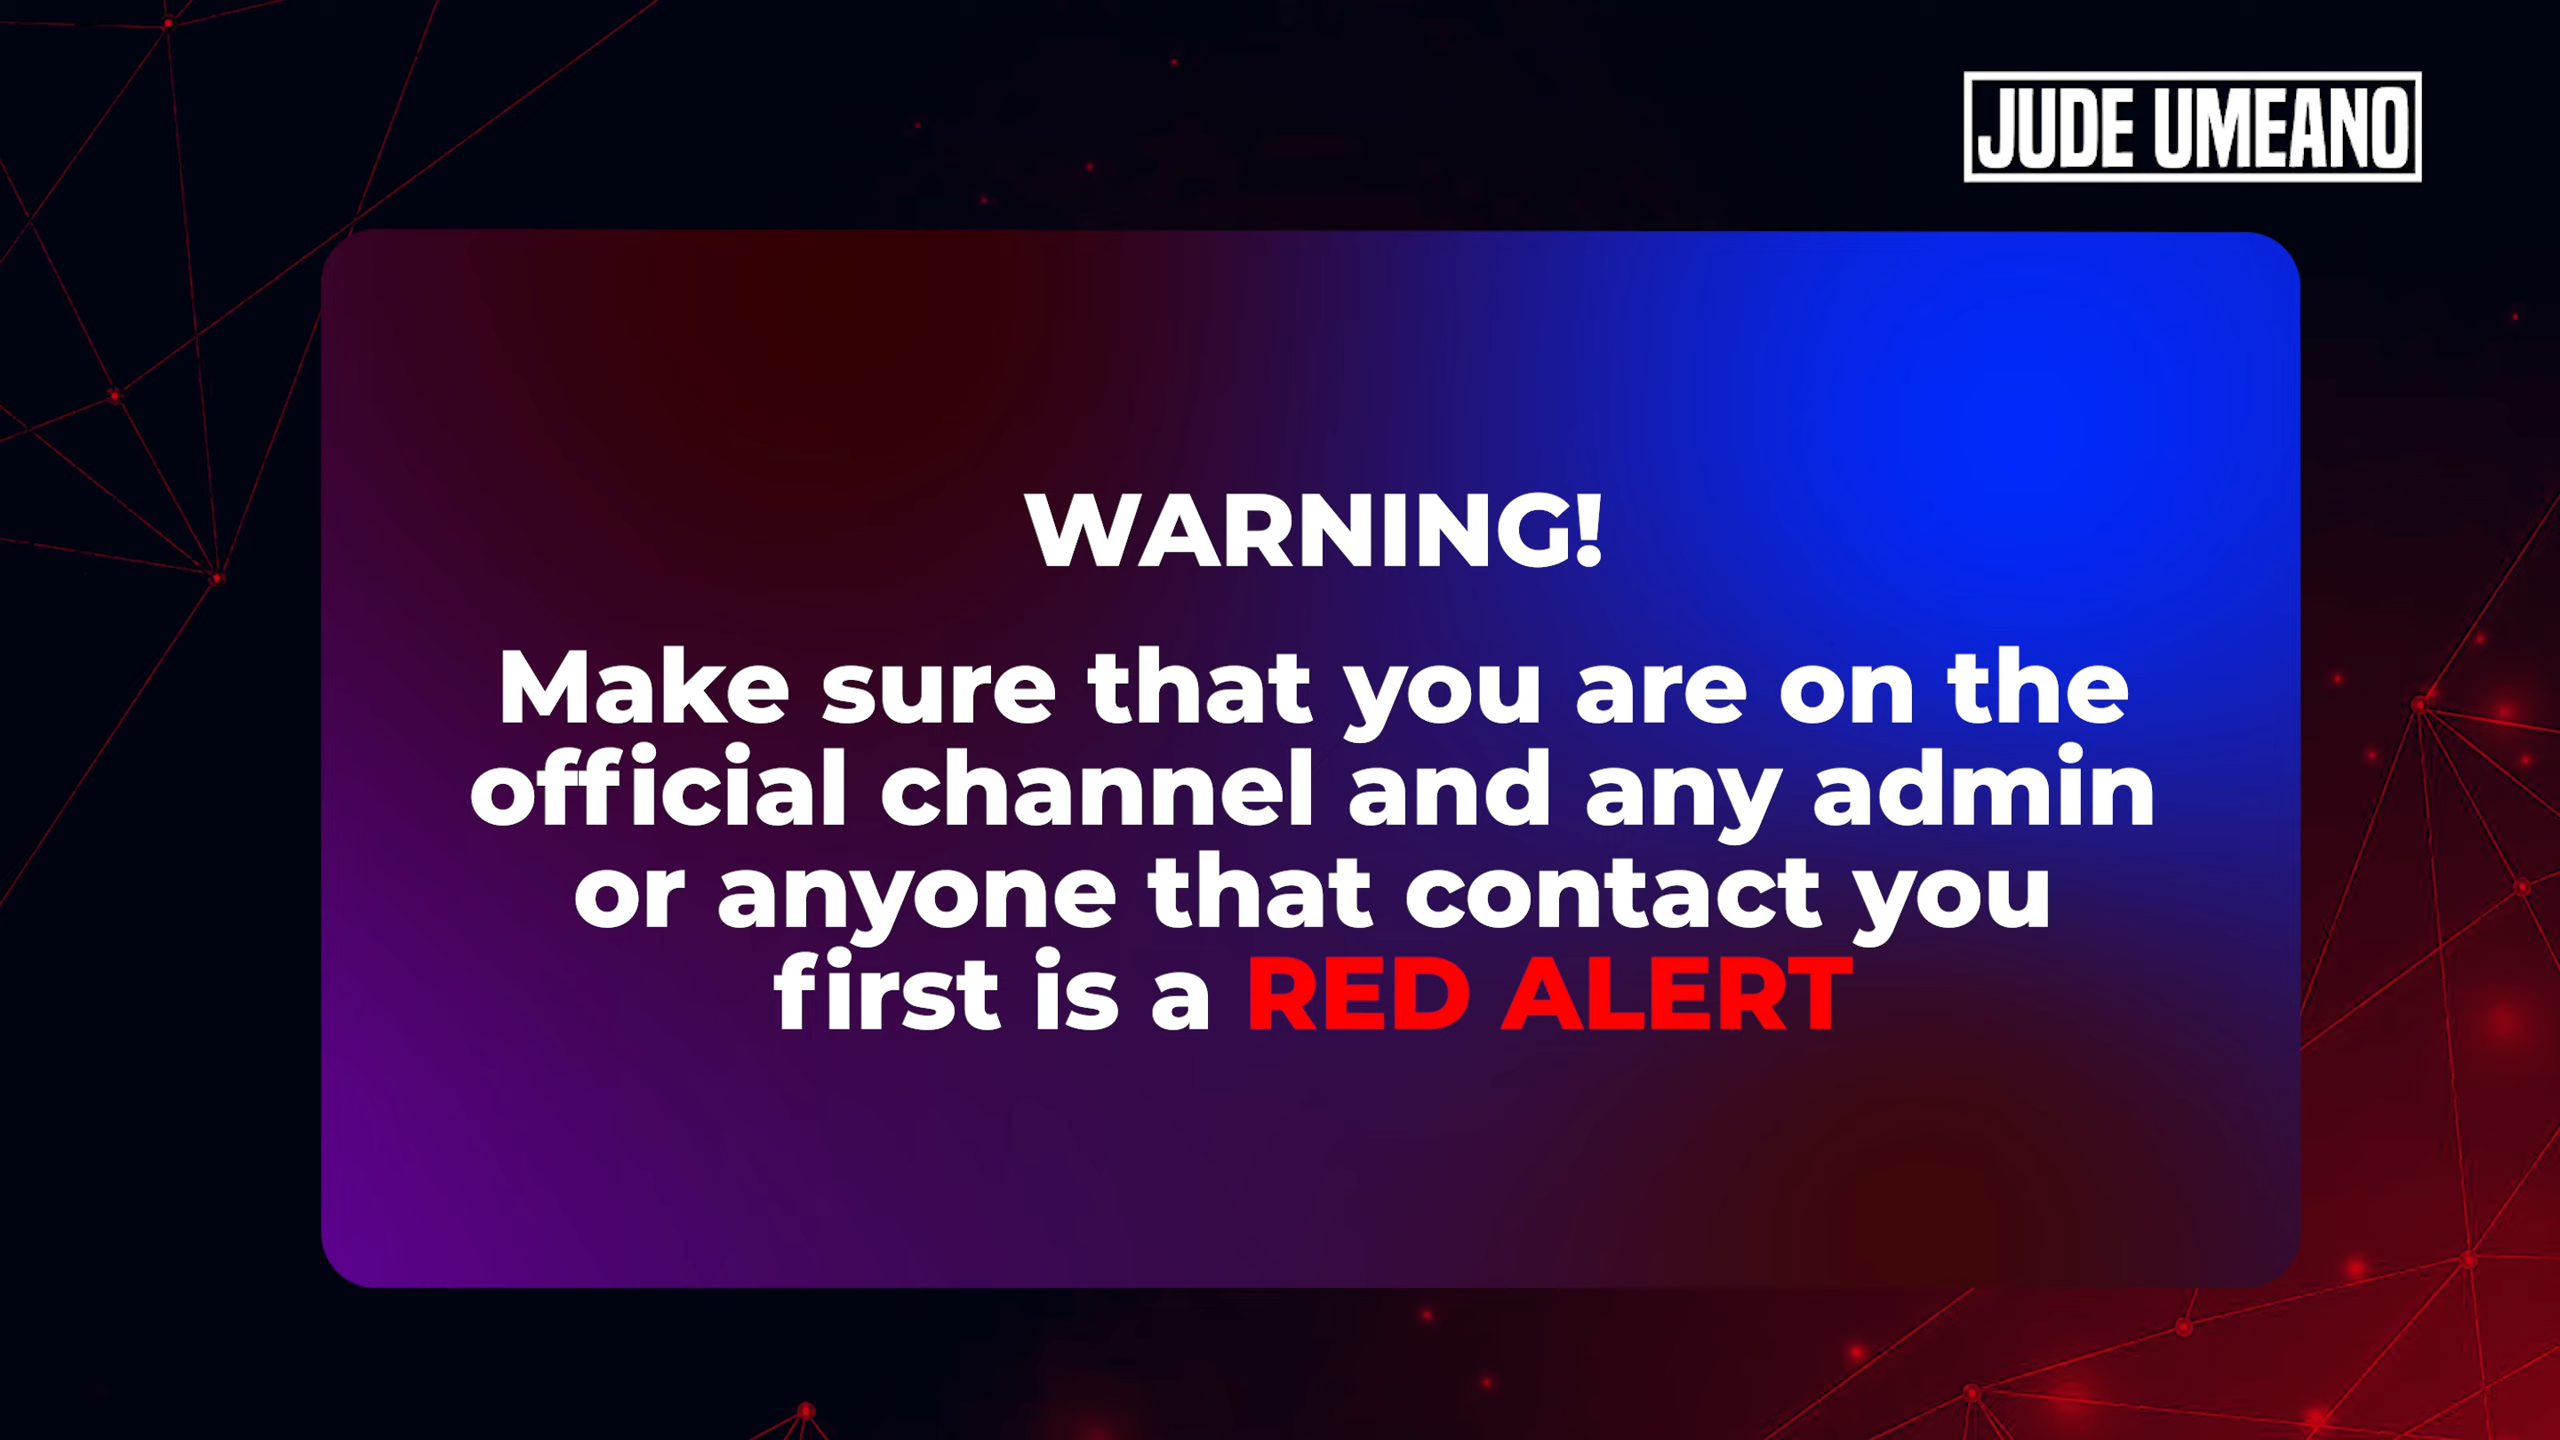 JUDE UMEANO
WARNING!
Make sure that you are on the
official channel and any admin
or anyone that contact you
first is a RED ALERT